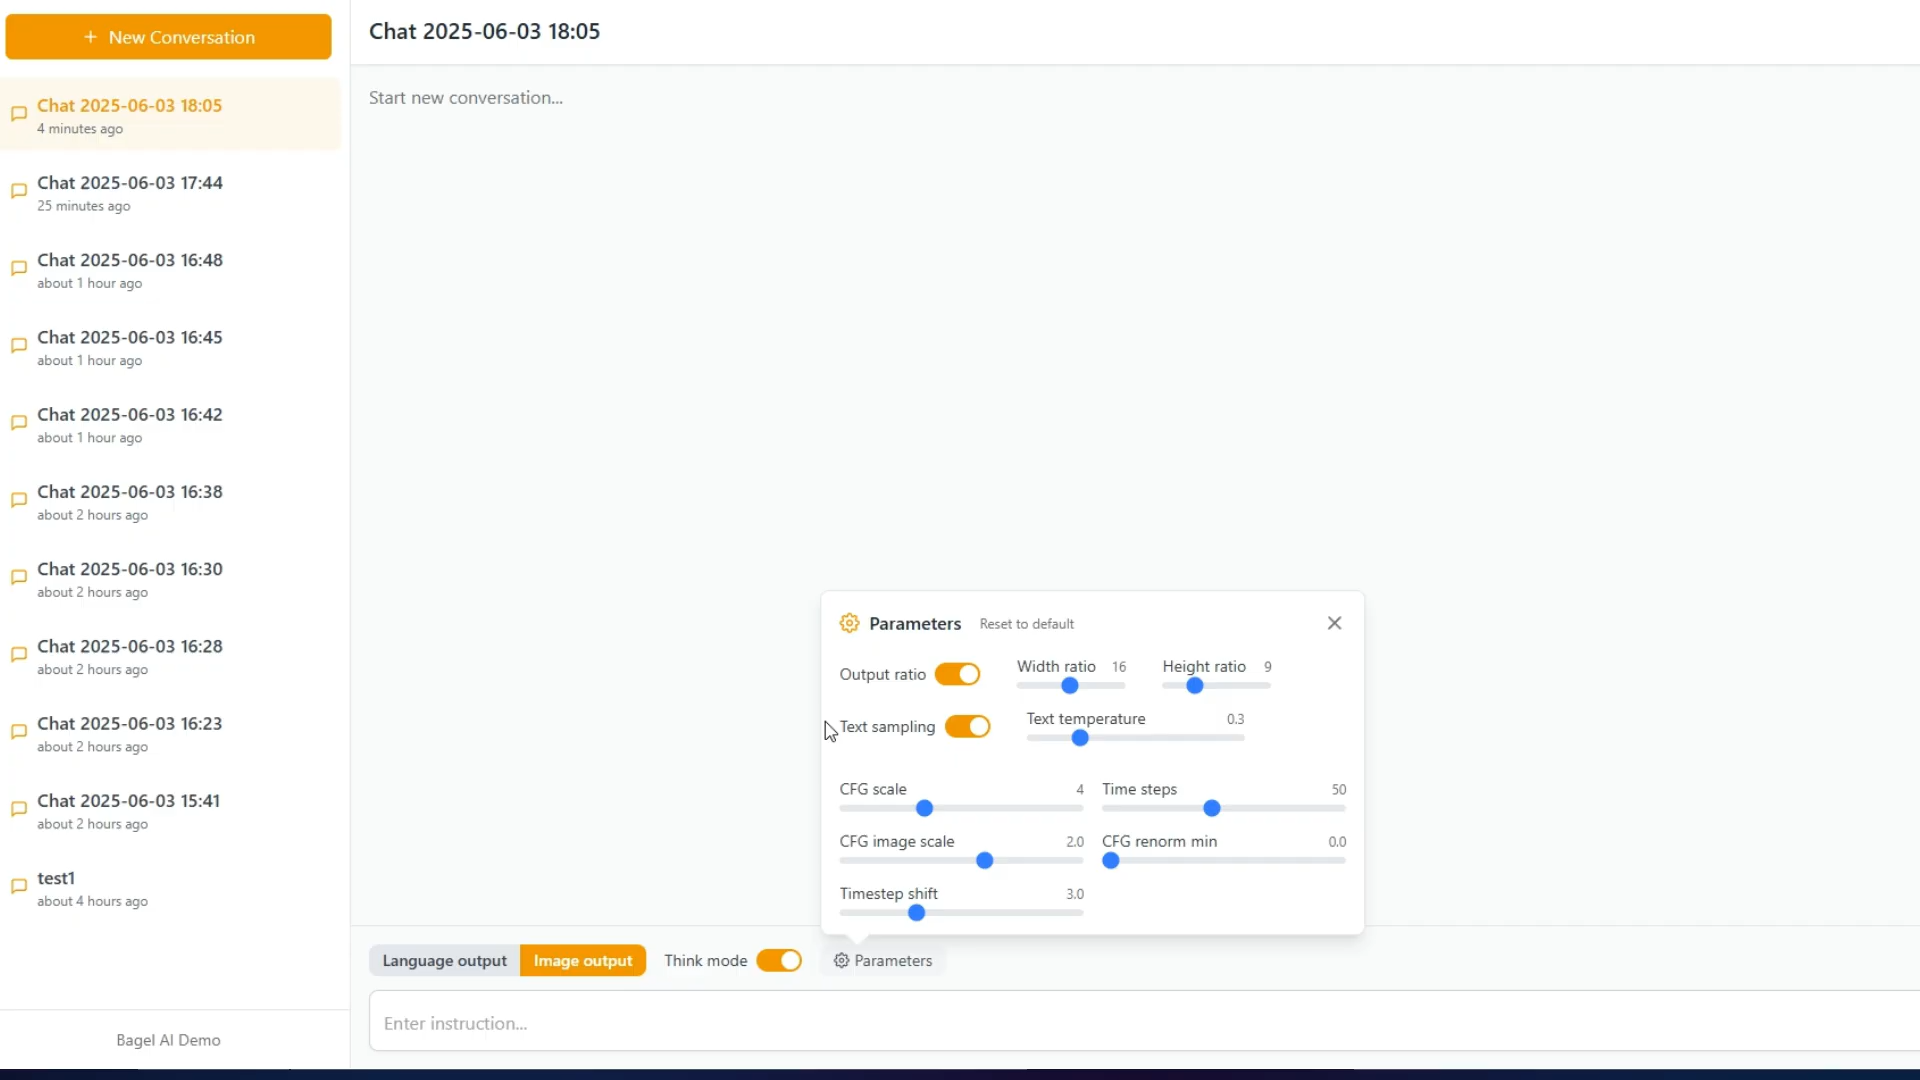 + New Conversation
Chat 2025-06-03 18:05
4 minutes ago
Chat 2025-06-03 17:44
25 minutes ago
Chat 2025-06-03 16:48
about 1 hour ago
Chat 2025-06-03 16:45
about 1 hour ago
Chat 2025-06-03 16:42
about 1 hour ago
Chat 2025-06-03 16:38
about 2 hours ago
Chat 2025-06-03 16:30
about 2 hours ago
Chat 2025-06-03 16:28
about 2 hours ago
Chat 2025-06-03 16:23
about 2 hours ago
Chat 2025-06-03 15:41
about 2 hours ago
test1
about 4 hours ago
Bagel AI Demo
Chat 2025-06-03 18:05
Start new conversation...
Parameters Reset to default
Output ratio Width ratio 16 Height ratio 9
Text sampling Text temperature 0.3
CFG scale 4 Time steps 50
CFG image scale 2.0 CFG renorm min 0.0
Timestep shift 3.0
Language output Image output Think mode Parameters
Enter instruction...